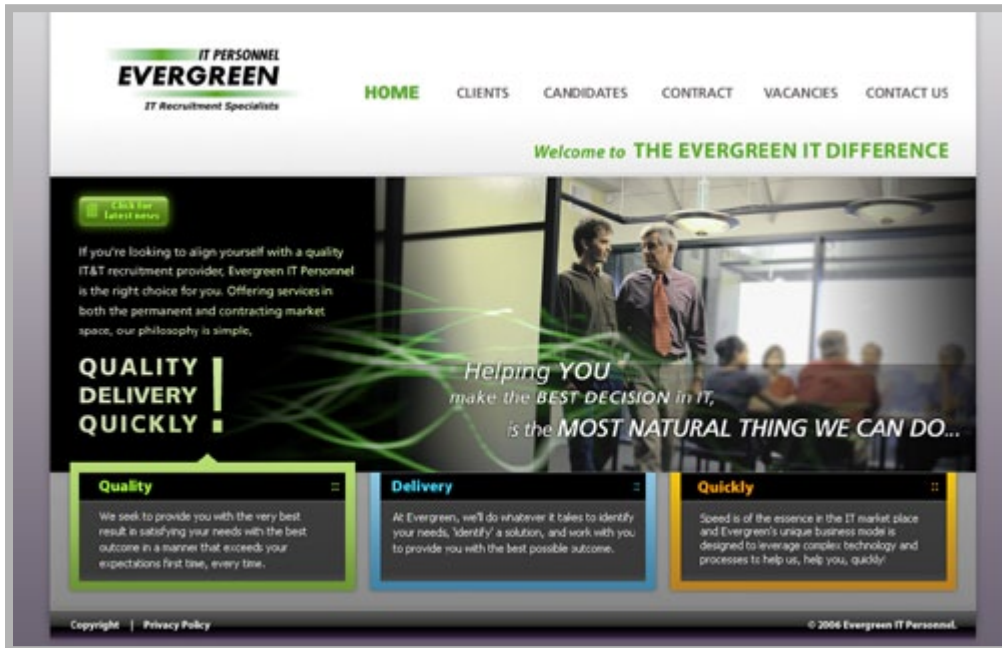 IT PERSONNEL
EVERGREEN
IT Recruitment Specialists
HOME CLIENTS CANDIDATES CONTRACT VACANCIES CONTACT US
Welcome to THE EVERGREEN IT DIFFERENCE
Click for
latest news
If you're looking to align yourself with a quality
IT&T recruitment provider, Evergreen IT Personnel
is the right choice for you. Offering services in
both the permanent and contracting market
space, our philosophy is simple,
QUALITY
DELIVERY
QUICKLY !
Helping YOU
make the BEST DECISION in IT,
is the MOST NATURAL THING WE CAN DO...
Quality
We seek to provide you with the very best
result in satisfying your needs with the best
outcome in a manner that exceeds your
expectations first time, every time.
Delivery
At Evergreen, we'll do whatever it takes to identify
your needs, 'identify' a solution, and work with you
to provide you with the best possible outcome.
Quickly
Speed is of the essence in the IT market place
and Evergreen's unique business model is
designed to leverage complex technology and
processes to help us, help you, quickly!
Copyright | Privacy Policy
© 2006 Evergreen IT Personnel.